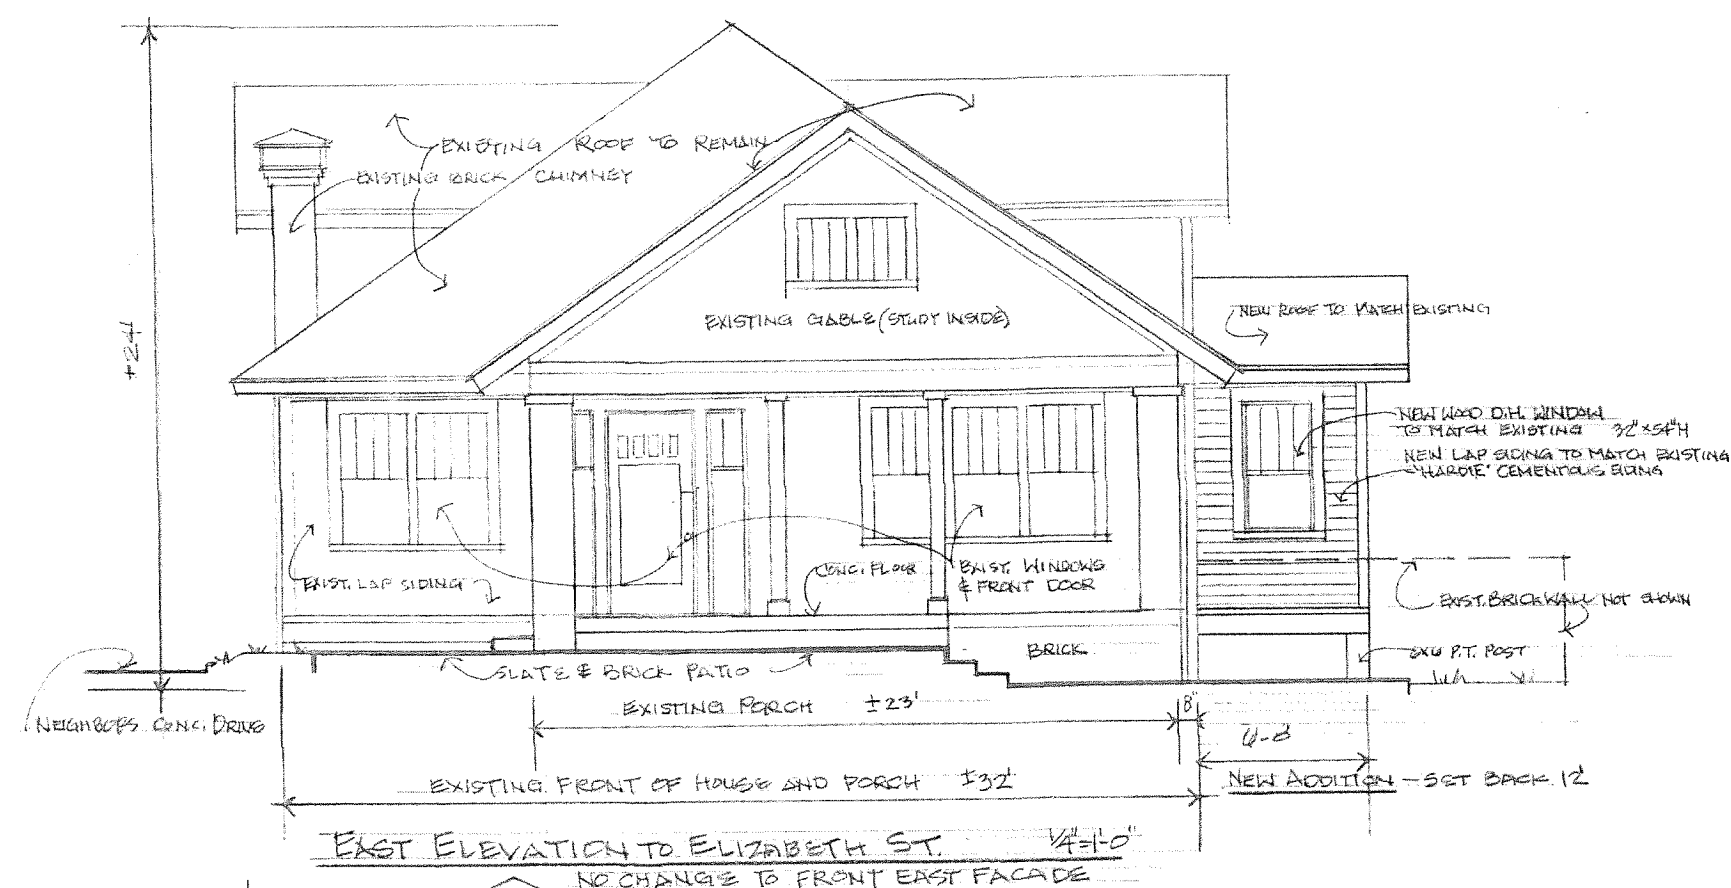 ±24'
EXISTING ROOF TO REMAIN
EXISTING BRICK CHIMNEY
EXISTING GABLE (STUDY INSIDE)
NEW ROOF TO MATCH EXISTING
NEW WOOD D.H. WINDOW
TO MATCH EXISTING 32"x54"H
NEW LAP SIDING TO MATCH EXISTING
"HARDIE" CEMENTIOUS SIDING
EXIST. LAP SIDING
CONC. FLOOR
EXIST. WINDOWS
& FRONT DOOR
EXIST. BRICK WALL NOT SHOWN
BRICK
6x6 P.T. POST
SLATE & BRICK PATIO
NEIGHBORS CONC. DRIVE
EXISTING PORCH ±23'
8"
6'-8"
EXISTING FRONT OF HOUSE AND PORCH ±32'
NEW ADDITION - SET BACK 12'
EAST ELEVATION TO ELIZABETH ST. 1/4"=1'-0"
NO CHANGE TO FRONT EAST FACADE